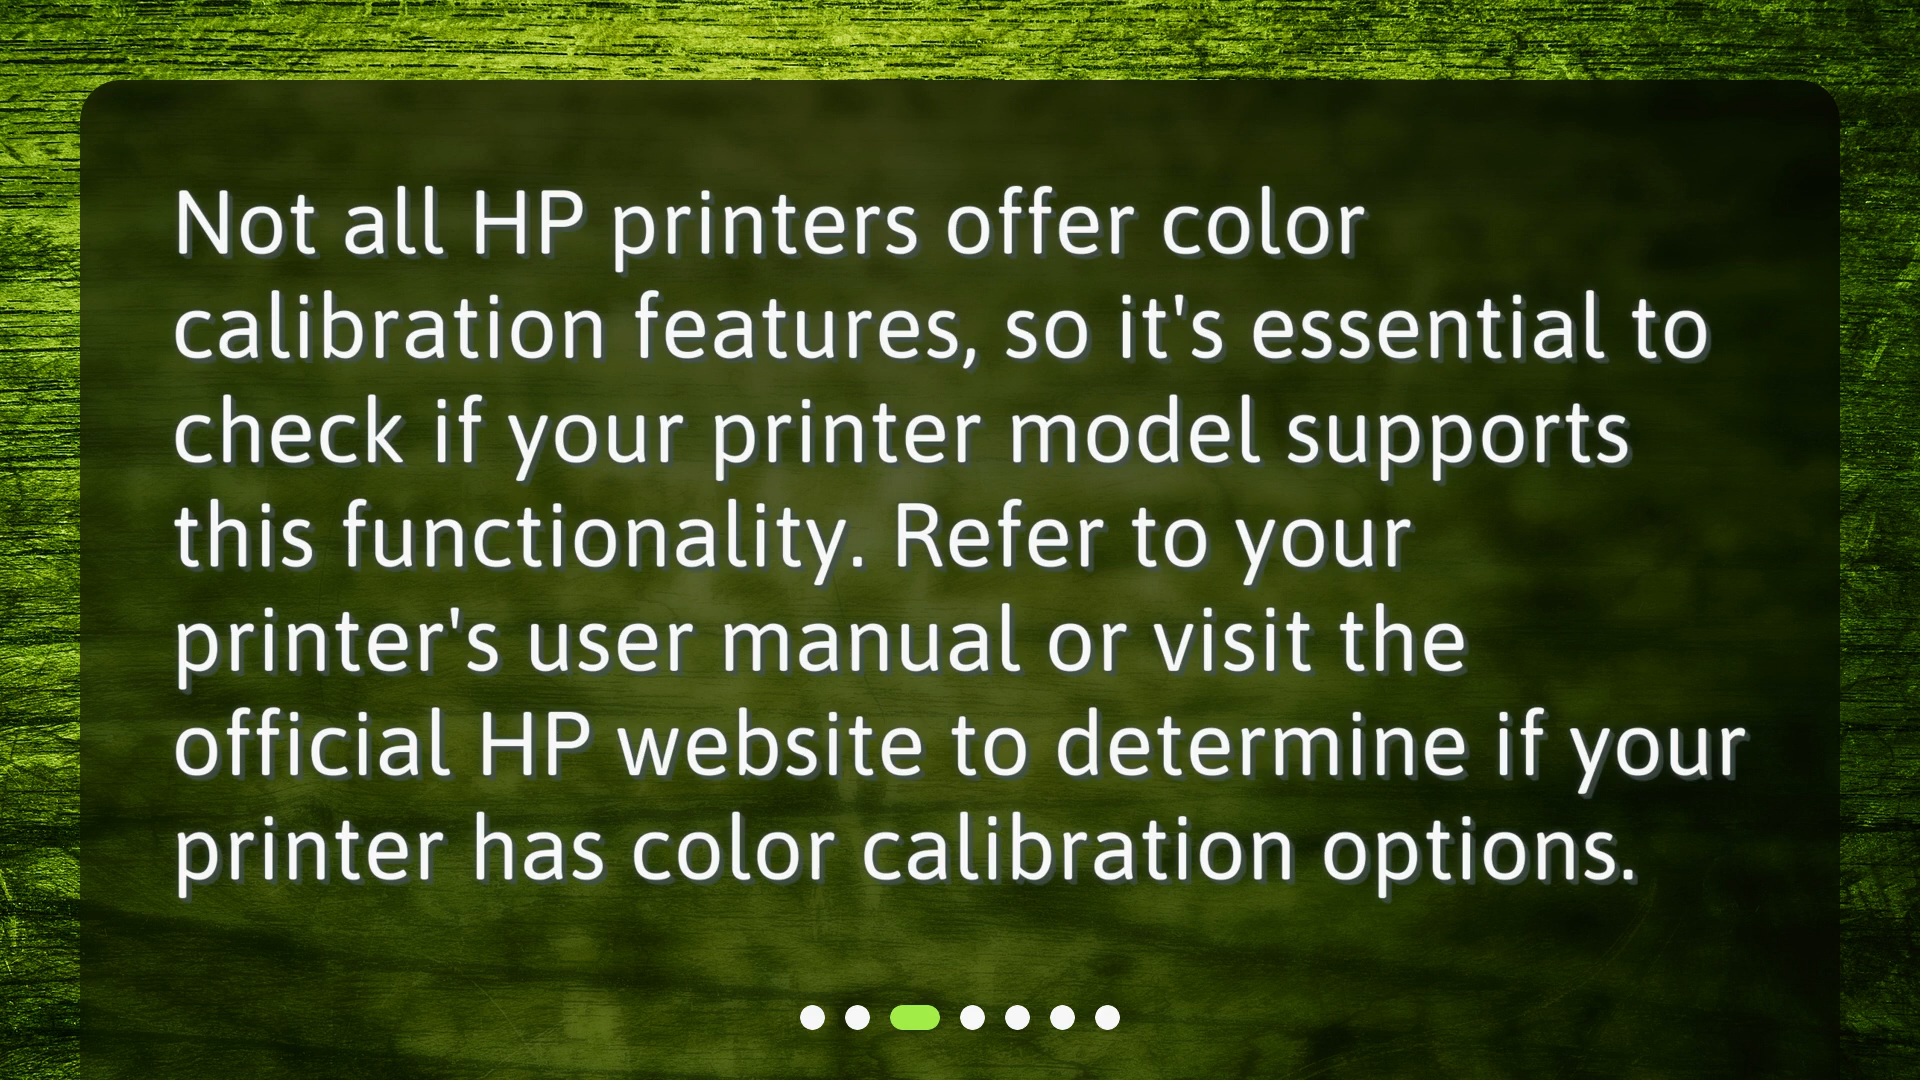 Not all HP printers offer color
calibration features, so it's essential to
check if your printer model supports
this functionality. Refer to your
printer's user manual or visit the
official HP website to determine if your
printer has color calibration options.